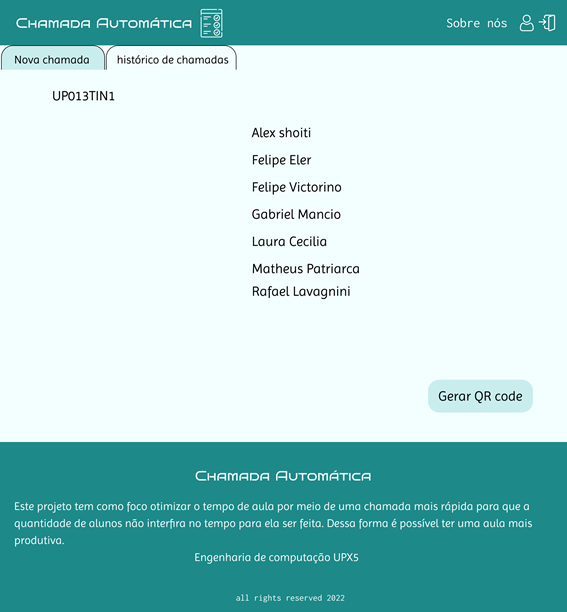 Chamada Automática
Sobre nós
Nova chamada
histórico de chamadas
UP013TIN1
Alex shoiti
Felipe Eler
Felipe Victorino
Gabriel Mancio
Laura Cecilia
Matheus Patriarca
Rafael Lavagnini
Gerar QR code
Chamada Automática
Este projeto tem como foco otimizar o tempo de aula por meio de uma chamada mais rápida para que a
quantidade de alunos não interfira no tempo para ela ser feita. Dessa forma é possível ter uma aula mais
produtiva.
Engenharia de computação UPX5
all rights reserved 2022